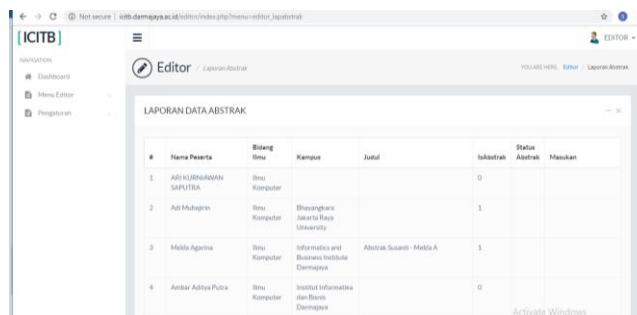 Not secure | icitb.darmajaya.ac.id/editor/index.php?menu=editor_lapabstrak
[ICITB]
EDITOR
NAVIGATION
Dashboard
Menu Editor
Pengaturan
Editor / Laporan Abstrak
YOU ARE HERE: Editor / Laporan Abstrak
LAPORAN DATA ABSTRAK
# Nama Peserta Bidang Ilmu Kampus Judul IsAbstrak Status Abstrak Masukan
1 ARI KURNIAWAN SAPUTRA Ilmu Komputer 0
2 Adi Muhajirin Ilmu Komputer Bhayangkara Jakarta Raya University 1
3 Melda Agarina Ilmu Komputer Informatics and Business Institute Darmajaya Abstrak Susanti - Melda A 1
4 Ambar Aditya Putra Ilmu Komputer Institut Informatika dan Bisnis Darmajaya 0
Activate Windows